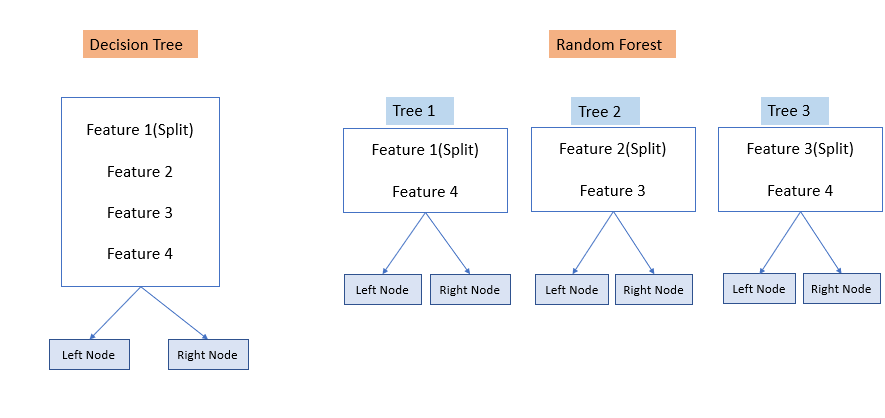 Decision Tree
Feature 1(Split)
Feature 2
Feature 3
Feature 4
Left Node
Right Node
Random Forest
Tree 1
Feature 1(Split)
Feature 4
Left Node
Right Node
Tree 2
Feature 2(Split)
Feature 3
Left Node
Right Node
Tree 3
Feature 3(Split)
Feature 4
Left Node
Right Node